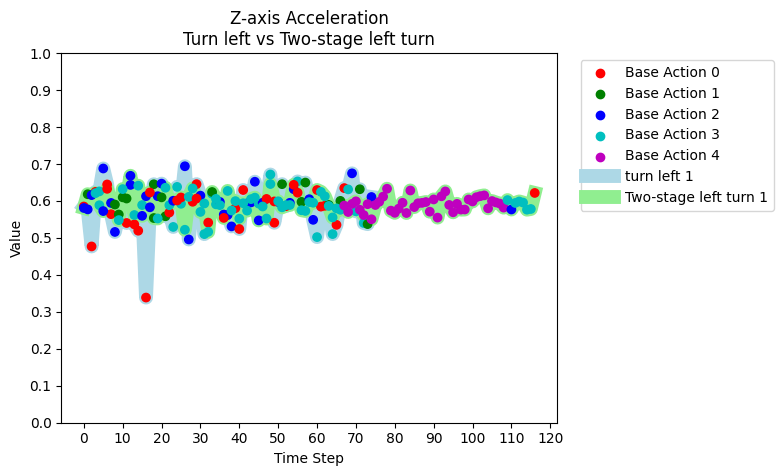 Z-axis Acceleration
Turn left vs Two-stage left turn
Value
1.0
0.9
0.8
0.7
0.6
0.5
0.4
0.3
0.2
0.1
0.0
0 10 20 30 40 50 60 70 80 90 100 110 120
Time Step
Base Action 0
Base Action 1
Base Action 2
Base Action 3
Base Action 4
turn left 1
Two-stage left turn 1